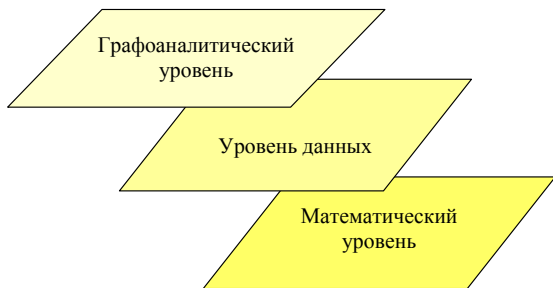 Графоаналитический
уровень
Уровень данных
Математический
уровень